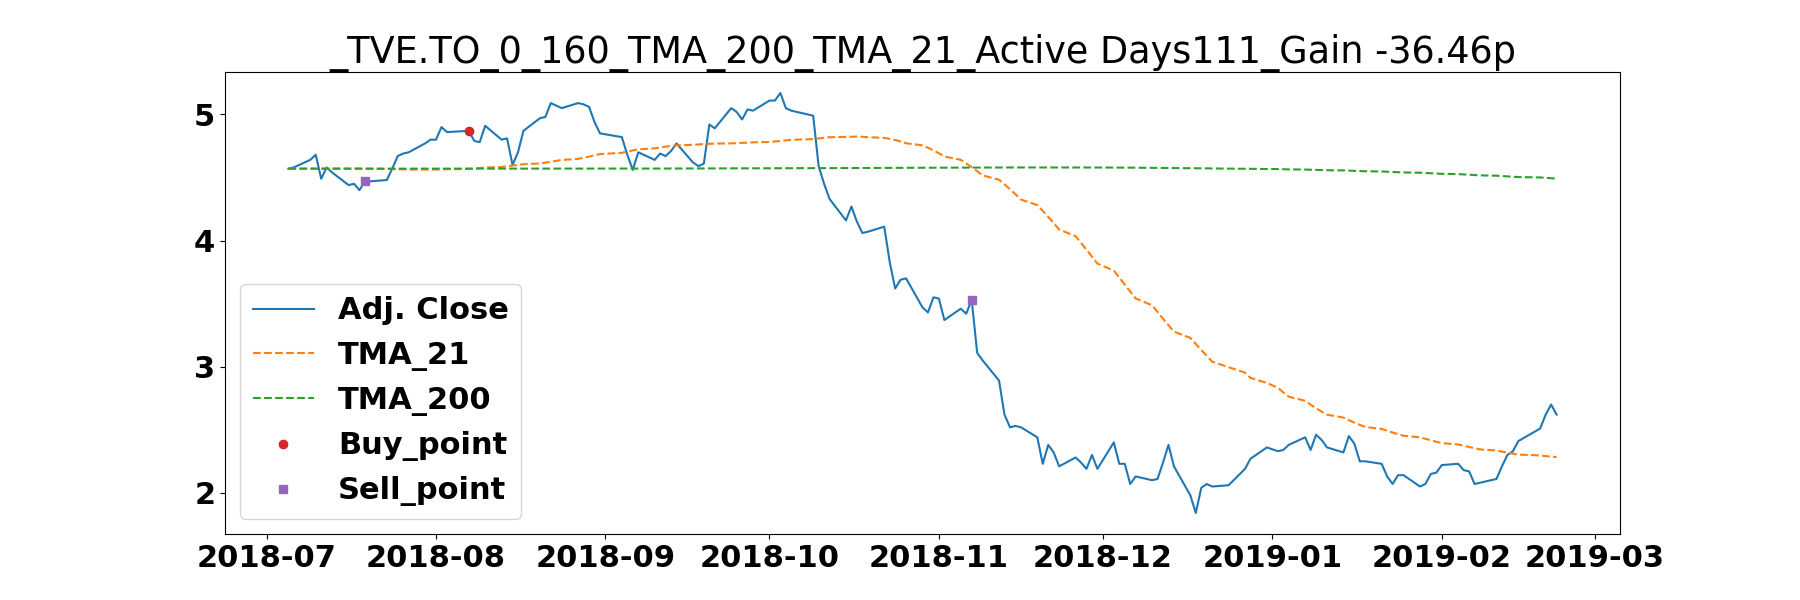 _TVE.TO_0_160_TMA_200_TMA_21_Active Days111_Gain -36.46p
5
4
3
2
Adj. Close
TMA_21
TMA_200
Buy_point
Sell_point
2018-07 2018-08 2018-09 2018-10 2018-11 2018-12 2019-01 2019-02 2019-03